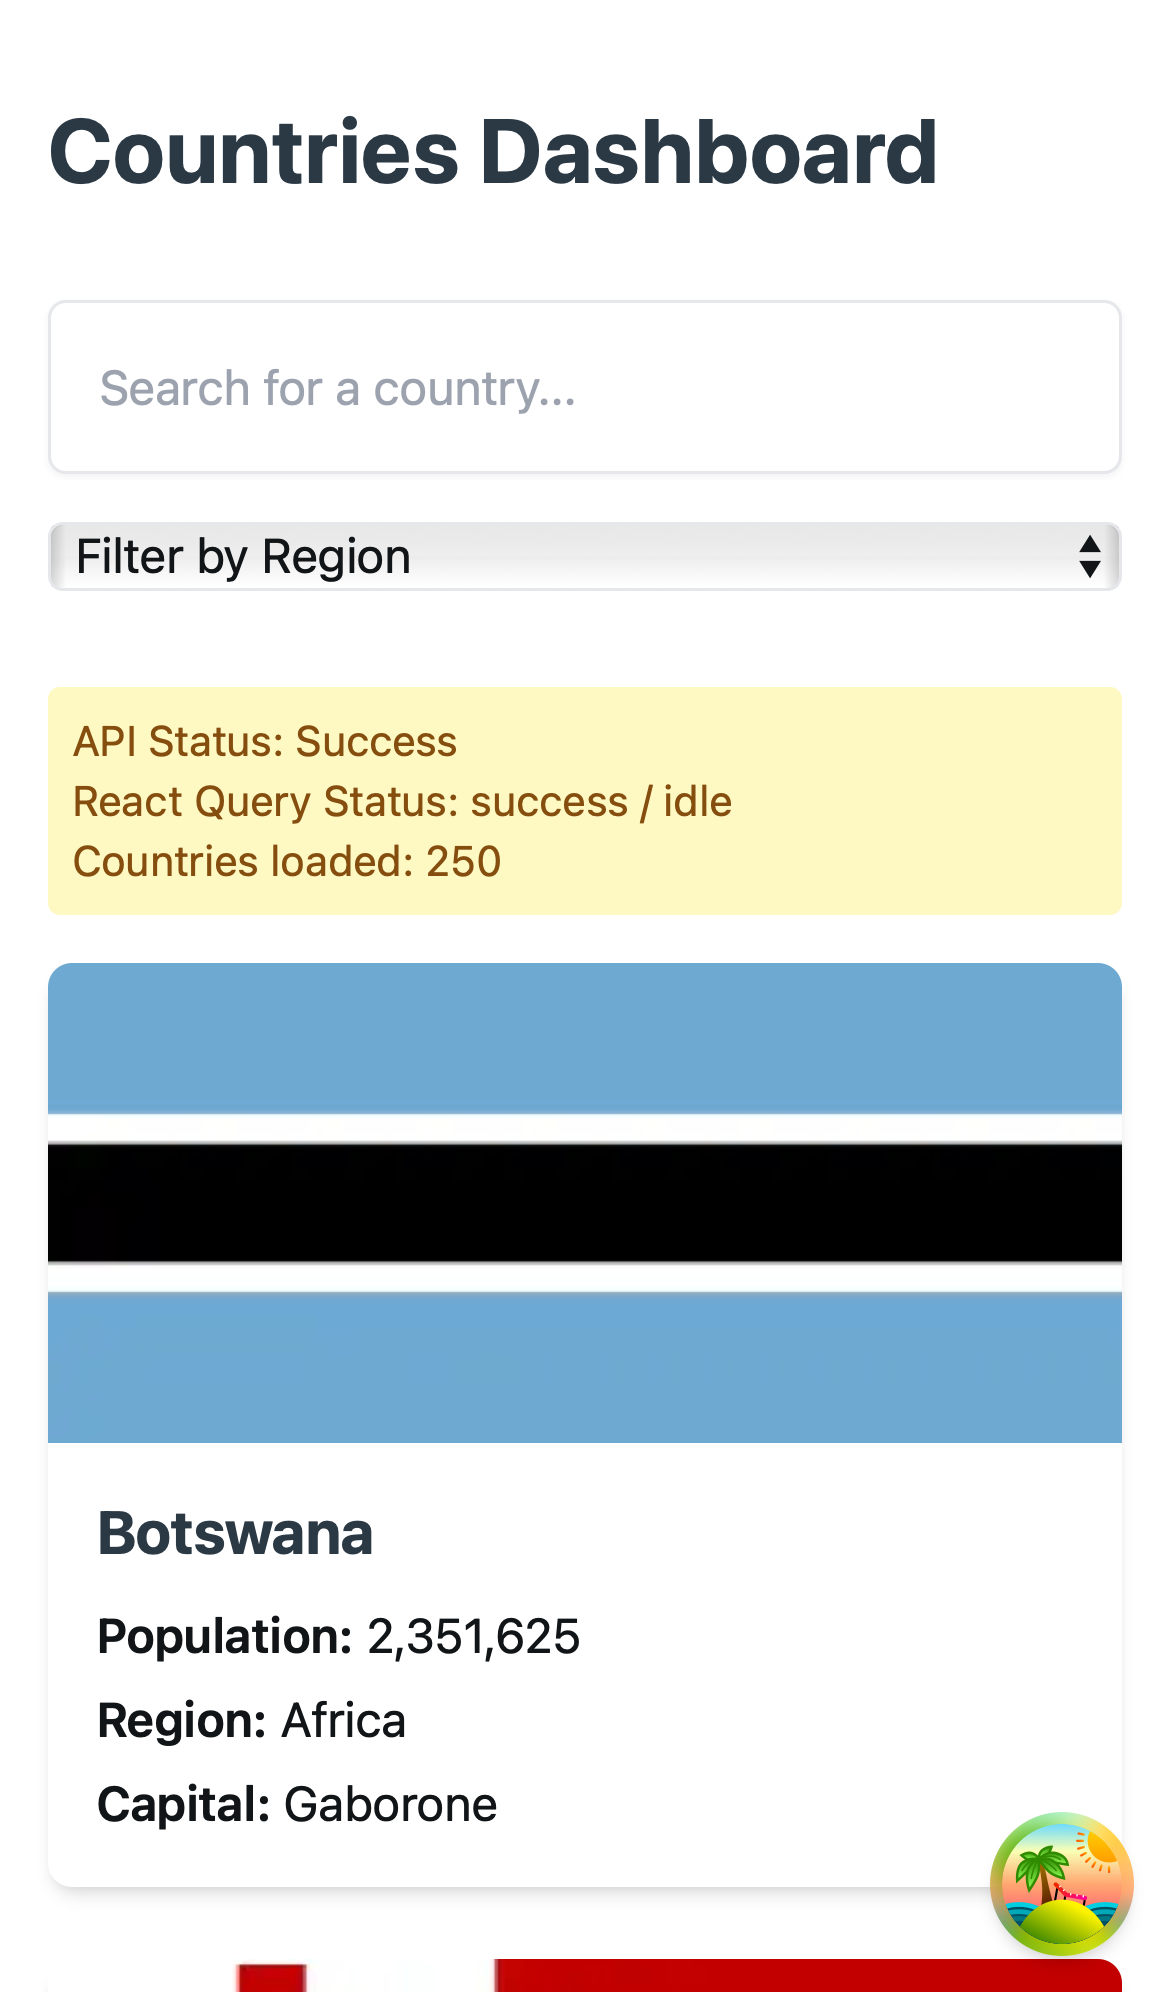 Countries Dashboard
Search for a country...
Filter by Region
API Status: Success
React Query Status: success / idle
Countries loaded: 250
Botswana
Population: 2,351,625
Region: Africa
Capital: Gaborone